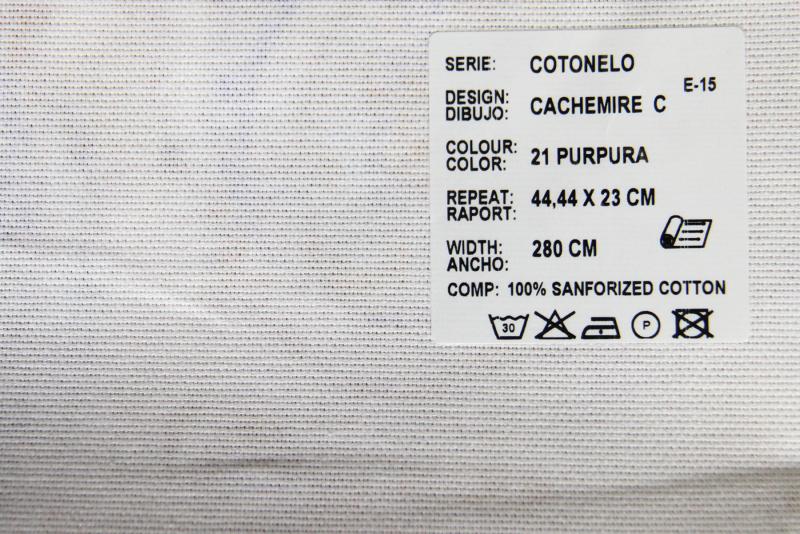 SERIE: COTONELO
E-15
DESIGN:
DIBUJO: CACHEMIRE C
COLOUR:
COLOR: 21 PURPURA
REPEAT: 44,44 X 23 CM
RAPORT:
WIDTH: 280 CM
ANCHO:
COMP: 100% SANFORIZED COTTON
30 P